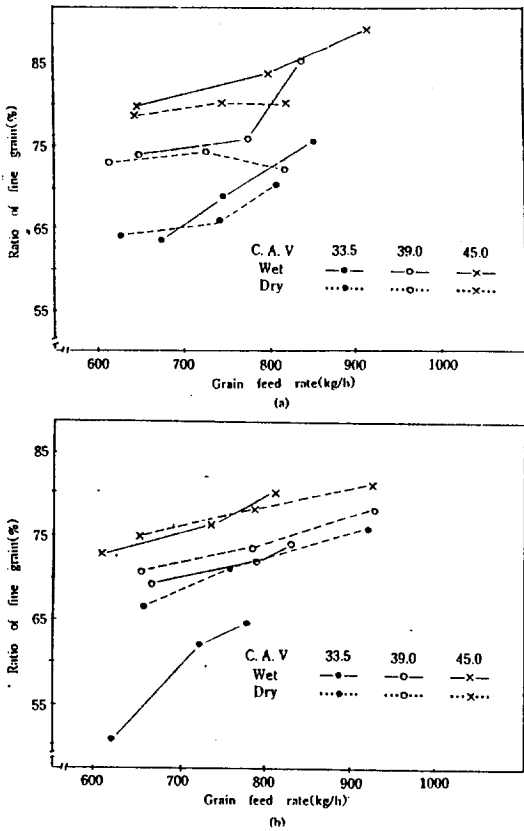 85
75
65
55
Ratio of fine grain(%)
C. A. V 33.5 39.0 45.0
Wet
Dry
600 700 800 900 1000
Grain feed rate(kg/h)
(a)
85
75
65
55
Ratio of fine grain(%)
C. A. V 33.5 39.0 45.0
Wet
Dry
600 700 800 900 1000
Grain feed rate(kg/h)
(b)